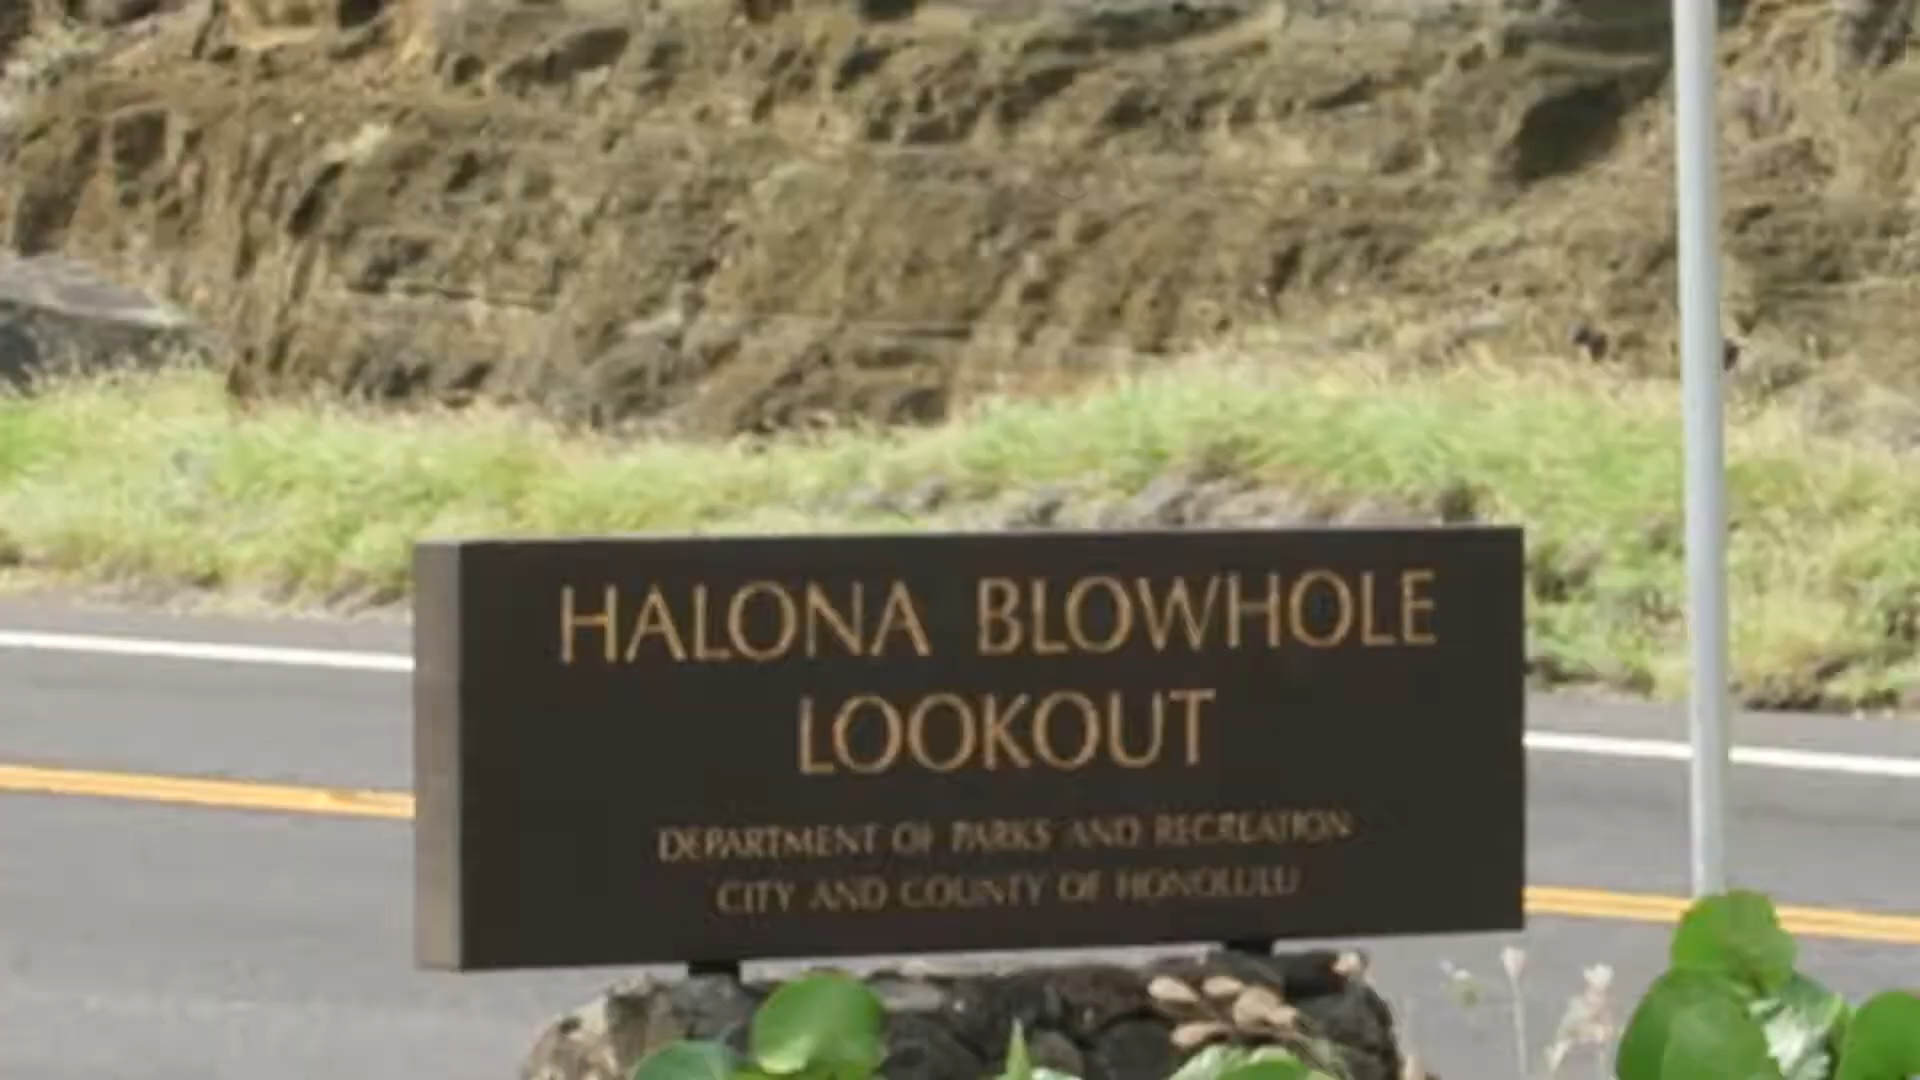 HALONA BLOWHOLE
LOOKOUT
DEPARTMENT OF PARKS AND RECREATION
CITY AND COUNTY OF HONOLULU